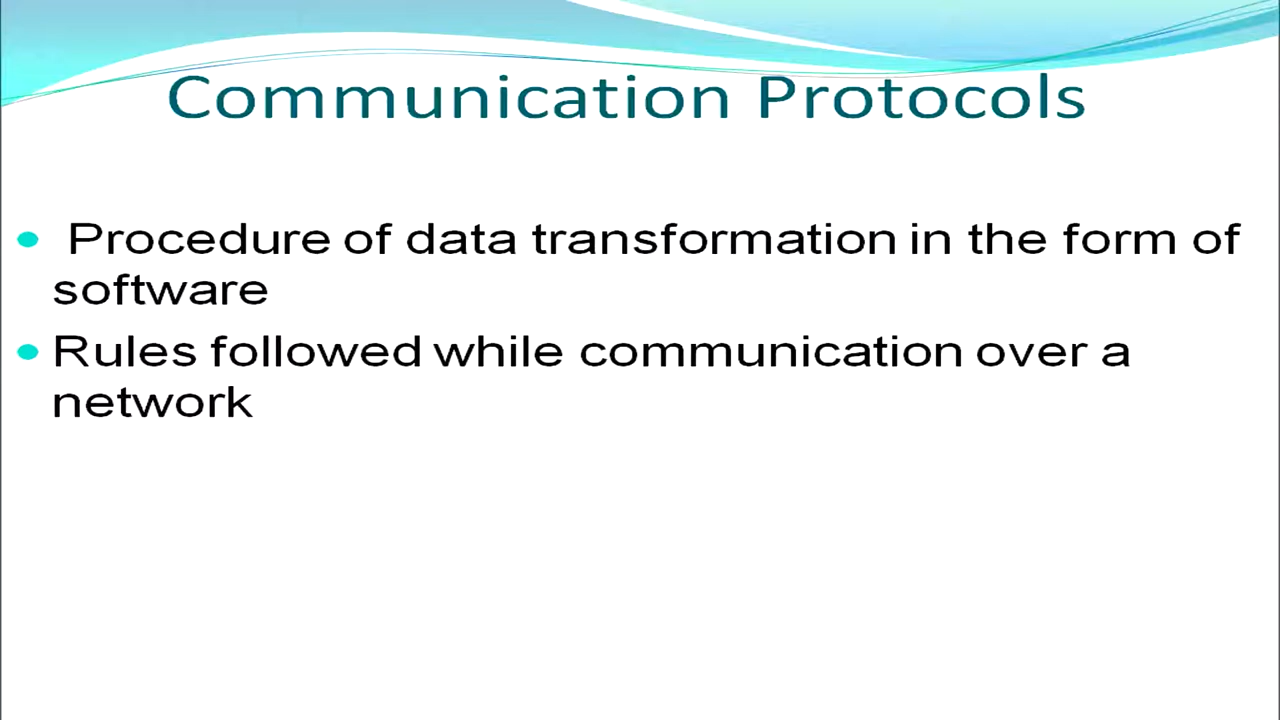 Communication Protocols
• Procedure of data transformation in the form of
software
• Rules followed while communication over a
network